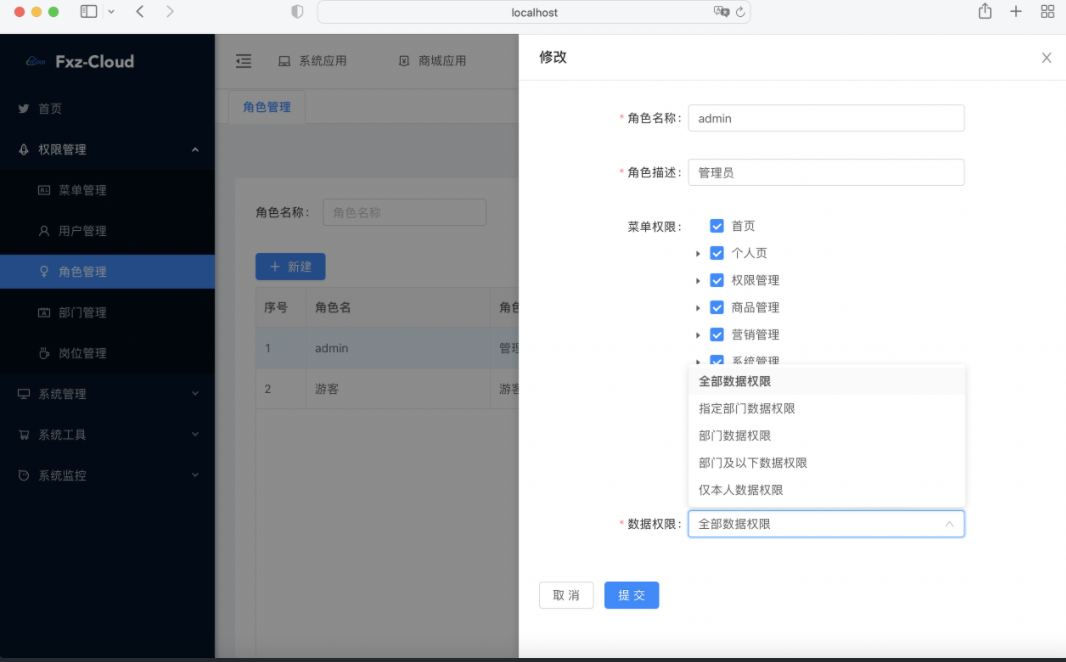 localhost
Fxz-Cloud
首页
权限管理
菜单管理
用户管理
角色管理
部门管理
岗位管理
系统管理
系统工具
系统监控
系统应用
商城应用
角色管理
角色名称：
角色名称
+ 新建
序号
角色名
角色
1
admin
管理
2
游客
游客
修改
* 角色名称：
admin
* 角色描述：
管理员
菜单权限：
首页
个人页
权限管理
商品管理
营销管理
系统管理
全部数据权限
指定部门数据权限
部门数据权限
部门及以下数据权限
仅本人数据权限
* 数据权限：
全部数据权限
取 消
提 交